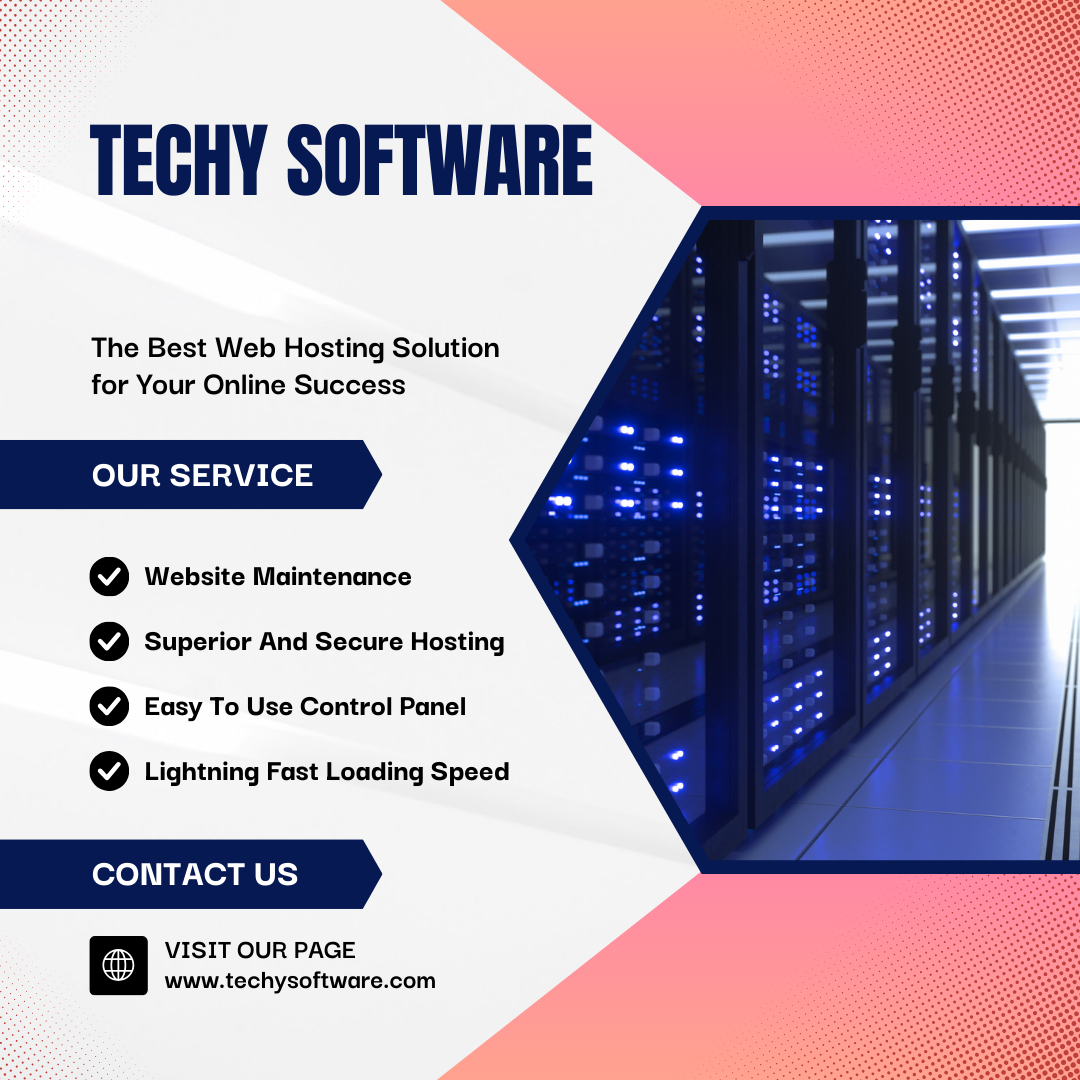 TECHY SOFTWARE
The Best Web Hosting Solution
for Your Online Success
OUR SERVICE
Website Maintenance
Superior And Secure Hosting
Easy To Use Control Panel
Lightning Fast Loading Speed
CONTACT US
VISIT OUR PAGE
www.techysoftware.com